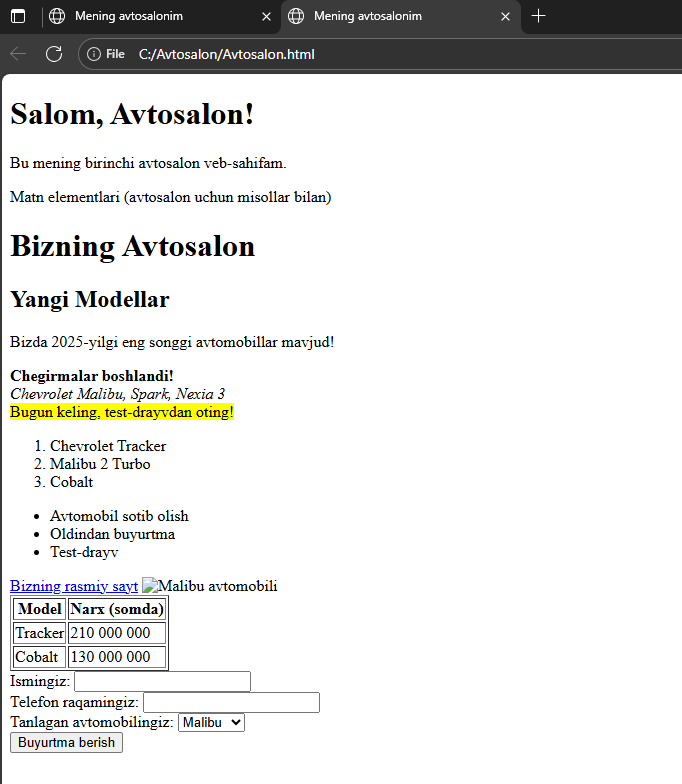 Mening avtosalonim
Mening avtosalonim
File C:/Avtosalon/Avtosalon.html
Salom, Avtosalon!
Bu mening birinchi avtosalon veb-sahifam.
Matn elementlari (avtosalon uchun misollar bilan)
Bizning Avtosalon
Yangi Modellar
Bizda 2025-yilgi eng songgi avtomobillar mavjud!
Chegirmalar boshlandi!
Chevrolet Malibu, Spark, Nexia 3
Bugun keling, test-drayvdan oting!
1. Chevrolet Tracker
2. Malibu 2 Turbo
3. Cobalt
• Avtomobil sotib olish
• Oldindan buyurtma
• Test-drayv
Bizning rasmiy sayt Malibu avtomobili
Model Narx (somda)
Tracker 210 000 000
Cobalt 130 000 000
Ismingiz:
Telefon raqamingiz:
Tanlagan avtomobilingiz: Malibu
Buyurtma berish